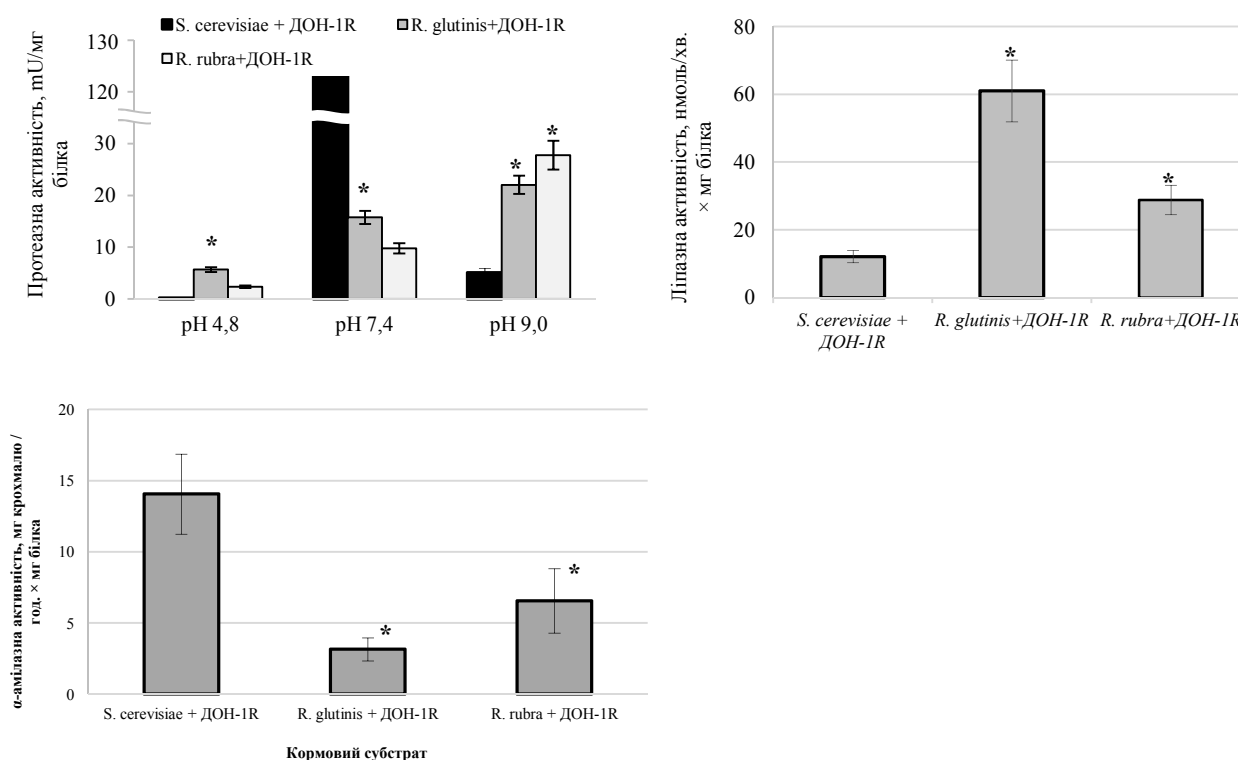 S. cerevisiae + ДОН-1R
R. glutinis+ДОН-1R
R. rubra+ДОН-1R
Протеазна активність, mU/мг
білка
130
120
30
20
10
0
*
*
*
*
pH 4,8
pH 7,4
pH 9,0
Ліпазна активність, нмоль/хв.
× мг білка
80
60
40
20
0
*
*
S. cerevisiae +
ДОН-1R
R. glutinis+ДОН-1R
R. rubra+ДОН-1R
α-амілазна активність, мг крохмалю /
год. × мг білка
20
15
10
5
0
*
*
S. cerevisiae + ДОН-1R
R. glutinis + ДОН-1R
R. rubra + ДОН-1R
Кормовий субстрат